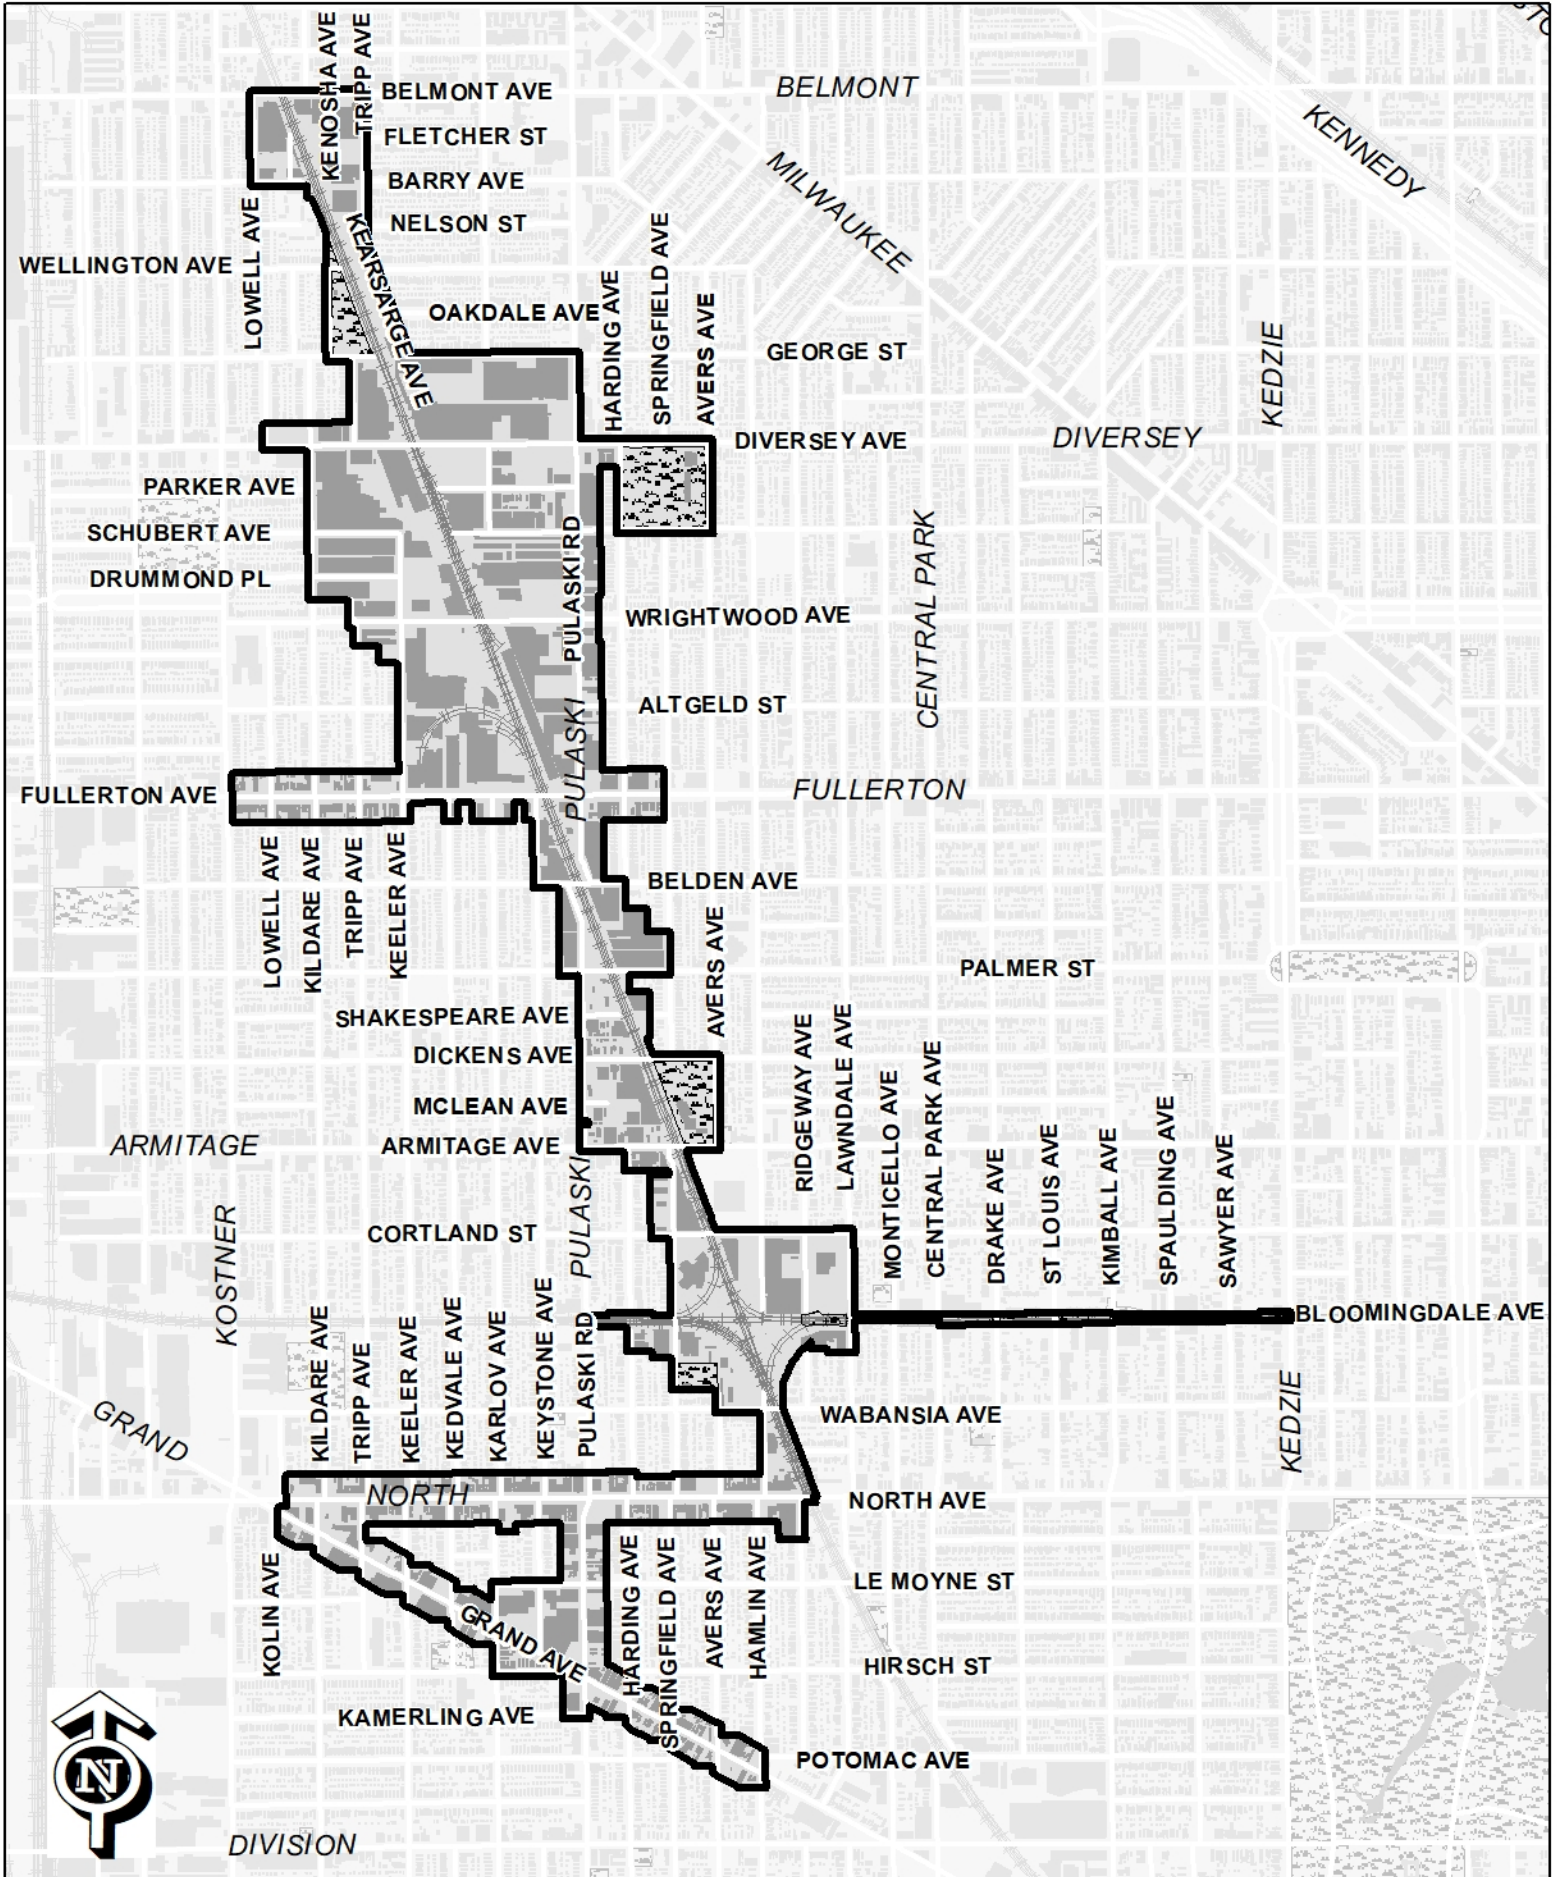 KENOSHA AVE
TRIPP AVE
BELMONT AVE
BELMONT
FLETCHER ST
KENNEDY
BARRY AVE
MILWAUKEE
NELSON ST
LOWELL AVE
WELLINGTON AVE
KEARSARGE AVE
OAKDALE AVE
HARDING AVE
SPRINGFIELD AVE
AVERS AVE
GEORGE ST
KEDZIE
DIVERSEY AVE
DIVERSEY
PARKER AVE
SCHUBERT AVE
DRUMMOND PL
PULASKI RD
WRIGHTWOOD AVE
CENTRAL PARK
ALTGELD ST
PULASKI
FULLERTON AVE
FULLERTON
LOWELL AVE
KILDARE AVE
TRIPP AVE
KEELER AVE
BELDEN AVE
AVERS AVE
PALMER ST
SHAKESPEARE AVE
DICKENS AVE
MCLEAN AVE
ARMITAGE
ARMITAGE AVE
RIDGEWAY AVE
LAWNDALE AVE
MONTICELLO AVE
CENTRAL PARK AVE
DRAKE AVE
ST LOUIS AVE
KIMBALL AVE
SPAULDING AVE
SAWYER AVE
PULASKI
KOSTNER
CORTLAND ST
BLOOMINGDALE AVE
KILDARE AVE
TRIPP AVE
KEELER AVE
KEDVALE AVE
KARLOV AVE
KEYSTONE AVE
PULASKI RD
GRAND
WABANSIA AVE
KEDZIE
NORTH
NORTH AVE
KOLIN AVE
HARDING AVE
SPRINGFIELD AVE
AVERS AVE
HAMLIN AVE
LE MOYNE ST
GRAND AVE
HIRSCH ST
KAMERLING AVE
POTOMAC AVE
N
DIVISION